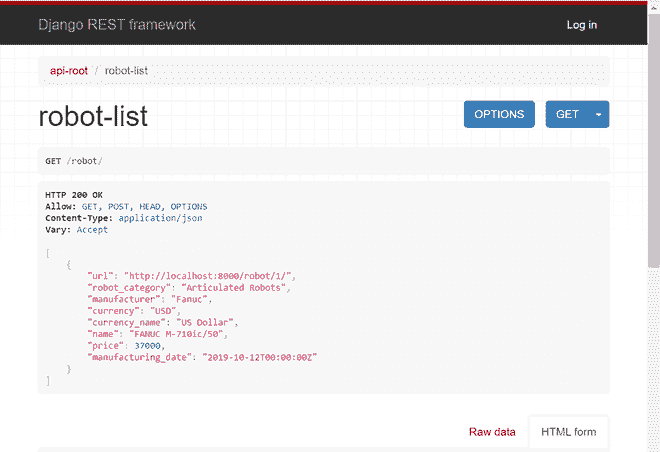 Django REST framework Log in
api-root / robot-list
robot-list OPTIONS GET
GET /robot/
HTTP 200 OK
Allow: GET, POST, HEAD, OPTIONS
Content-Type: application/json
Vary: Accept
[
{
"url": "http://localhost:8000/robot/1/",
"robot_category": "Articulated Robots",
"manufacturer": "Fanuc",
"currency": "USD",
"currency_name": "US Dollar",
"name": "FANUC M-710ic/50",
"price": 37000,
"manufacturing_date": "2019-10-12T00:00:00Z"
}
]
Raw data HTML form